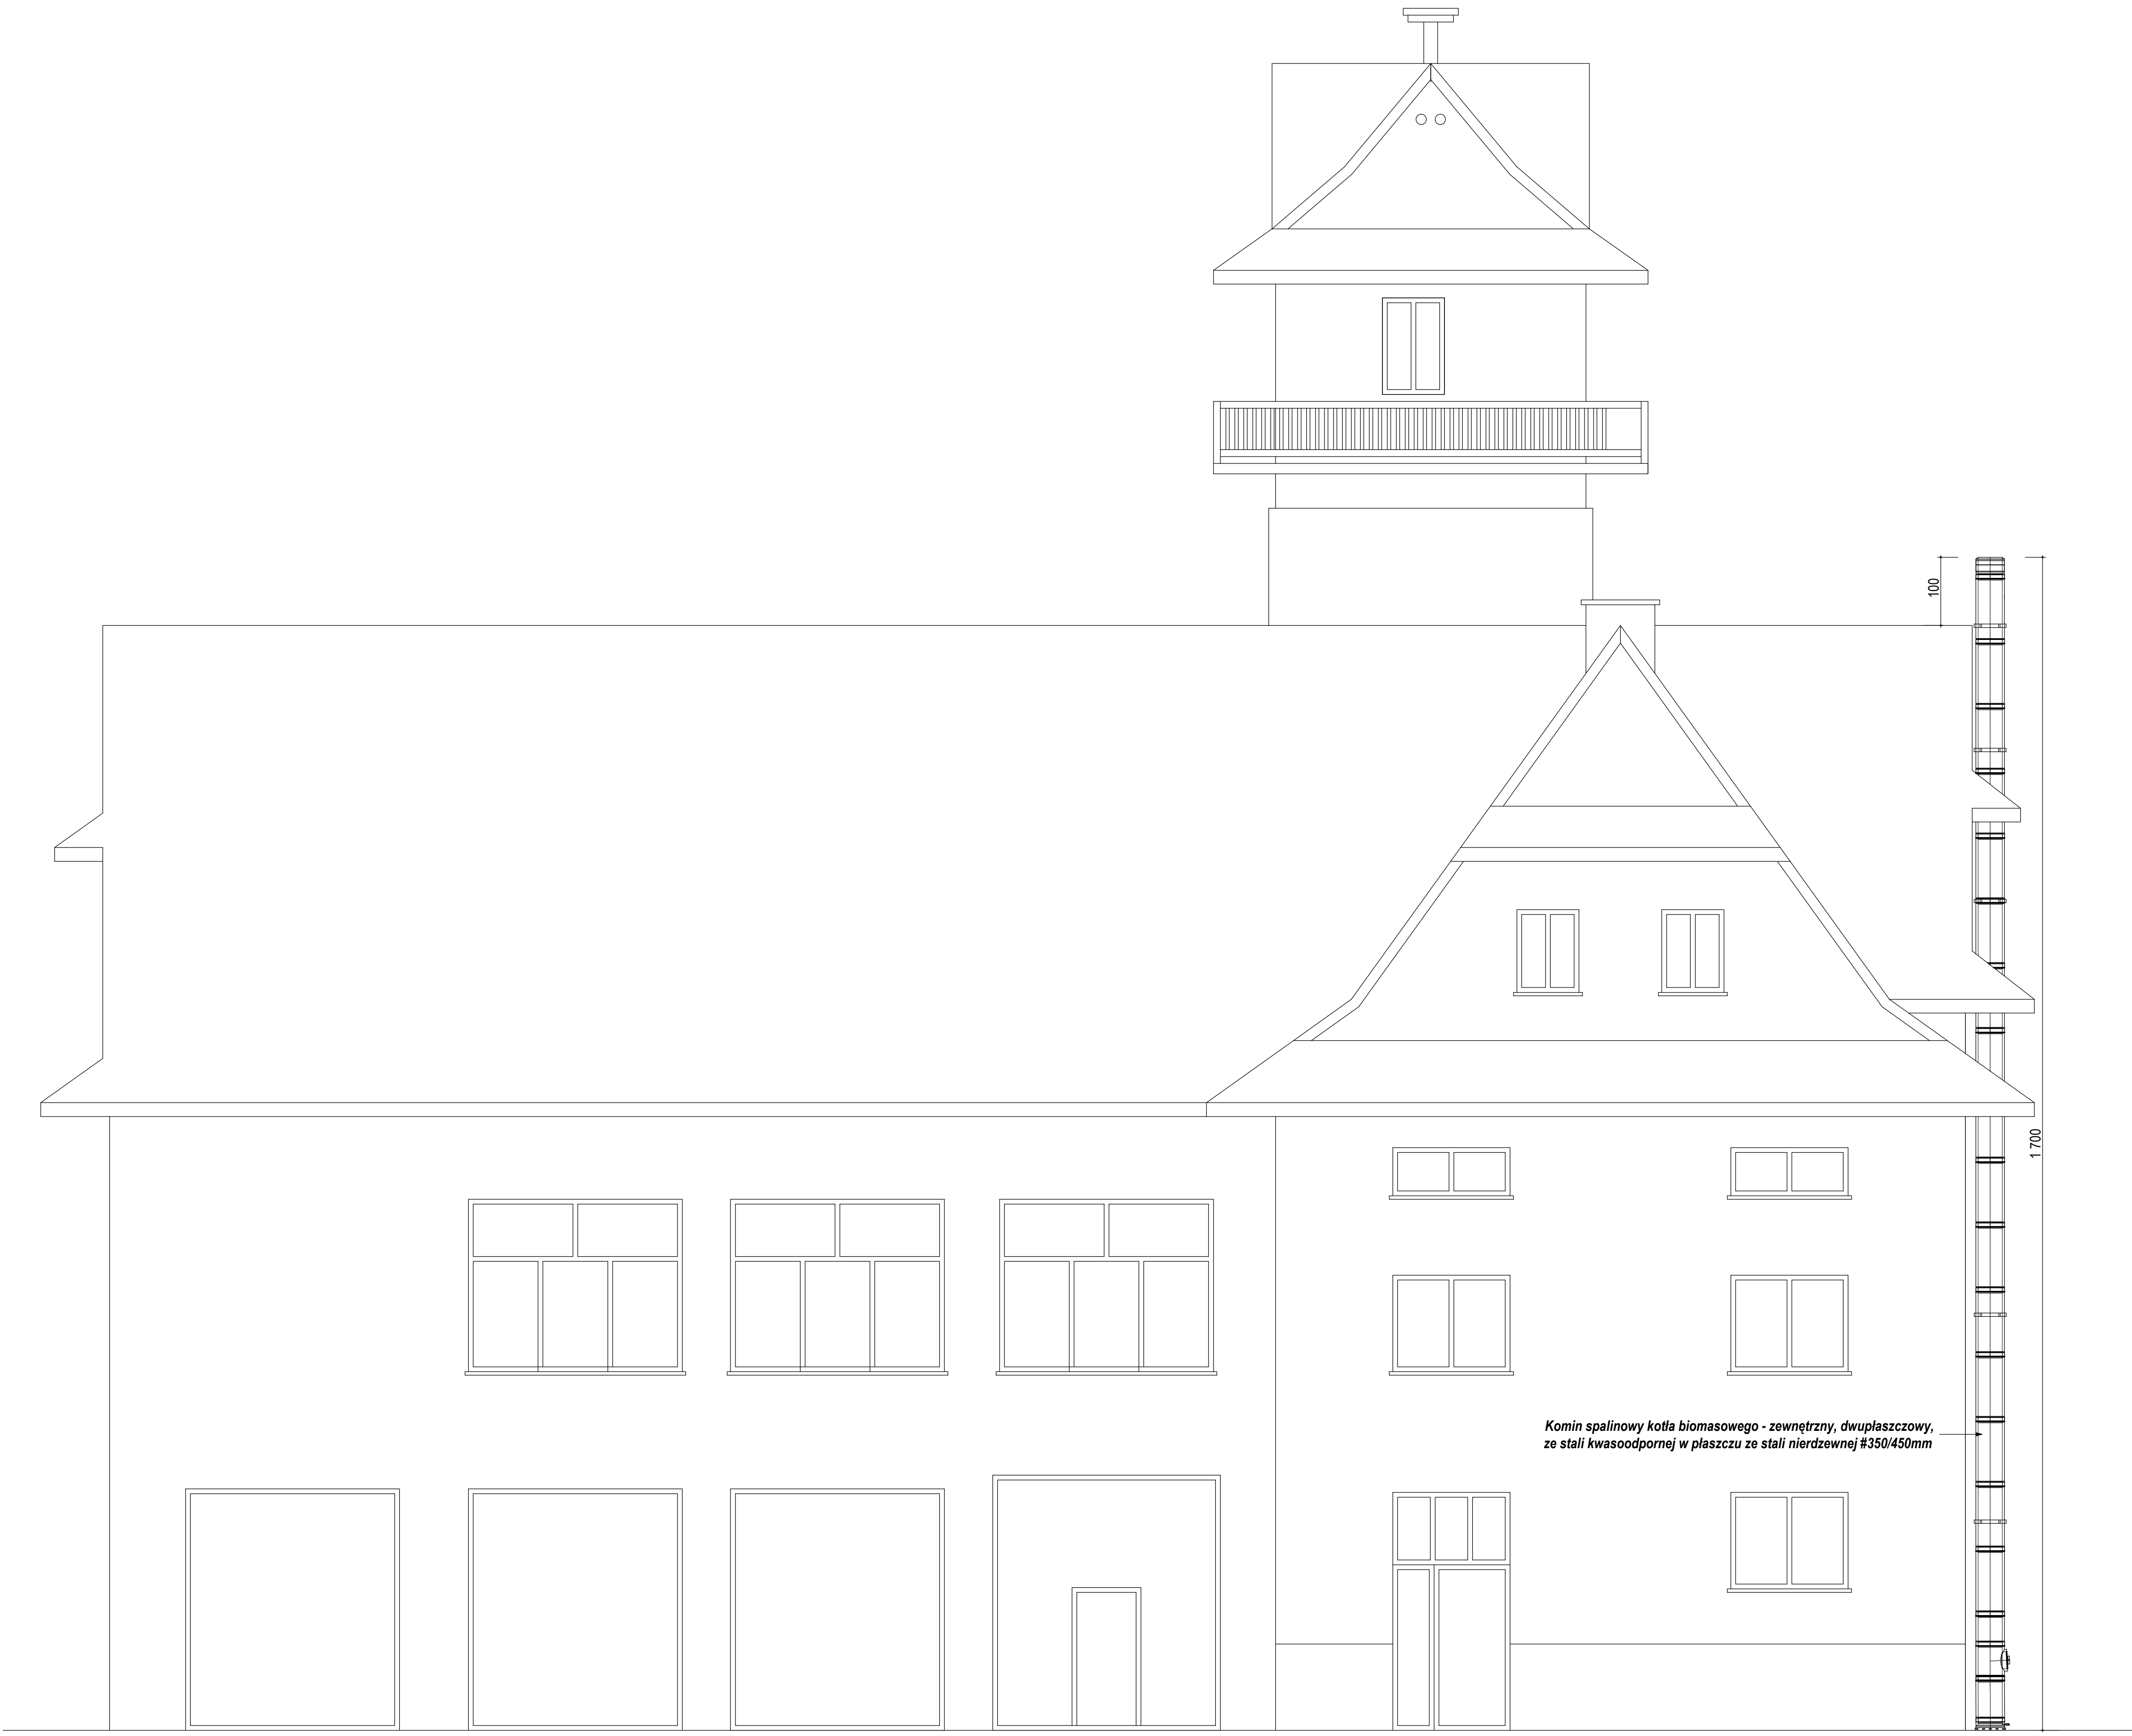 100
1 700
Komin spalinowy kotła biomasowego - zewnętrzny, dwupłaszczowy,
ze stali kwasoodpornej w płaszczu ze stali nierdzewnej #350/450mm